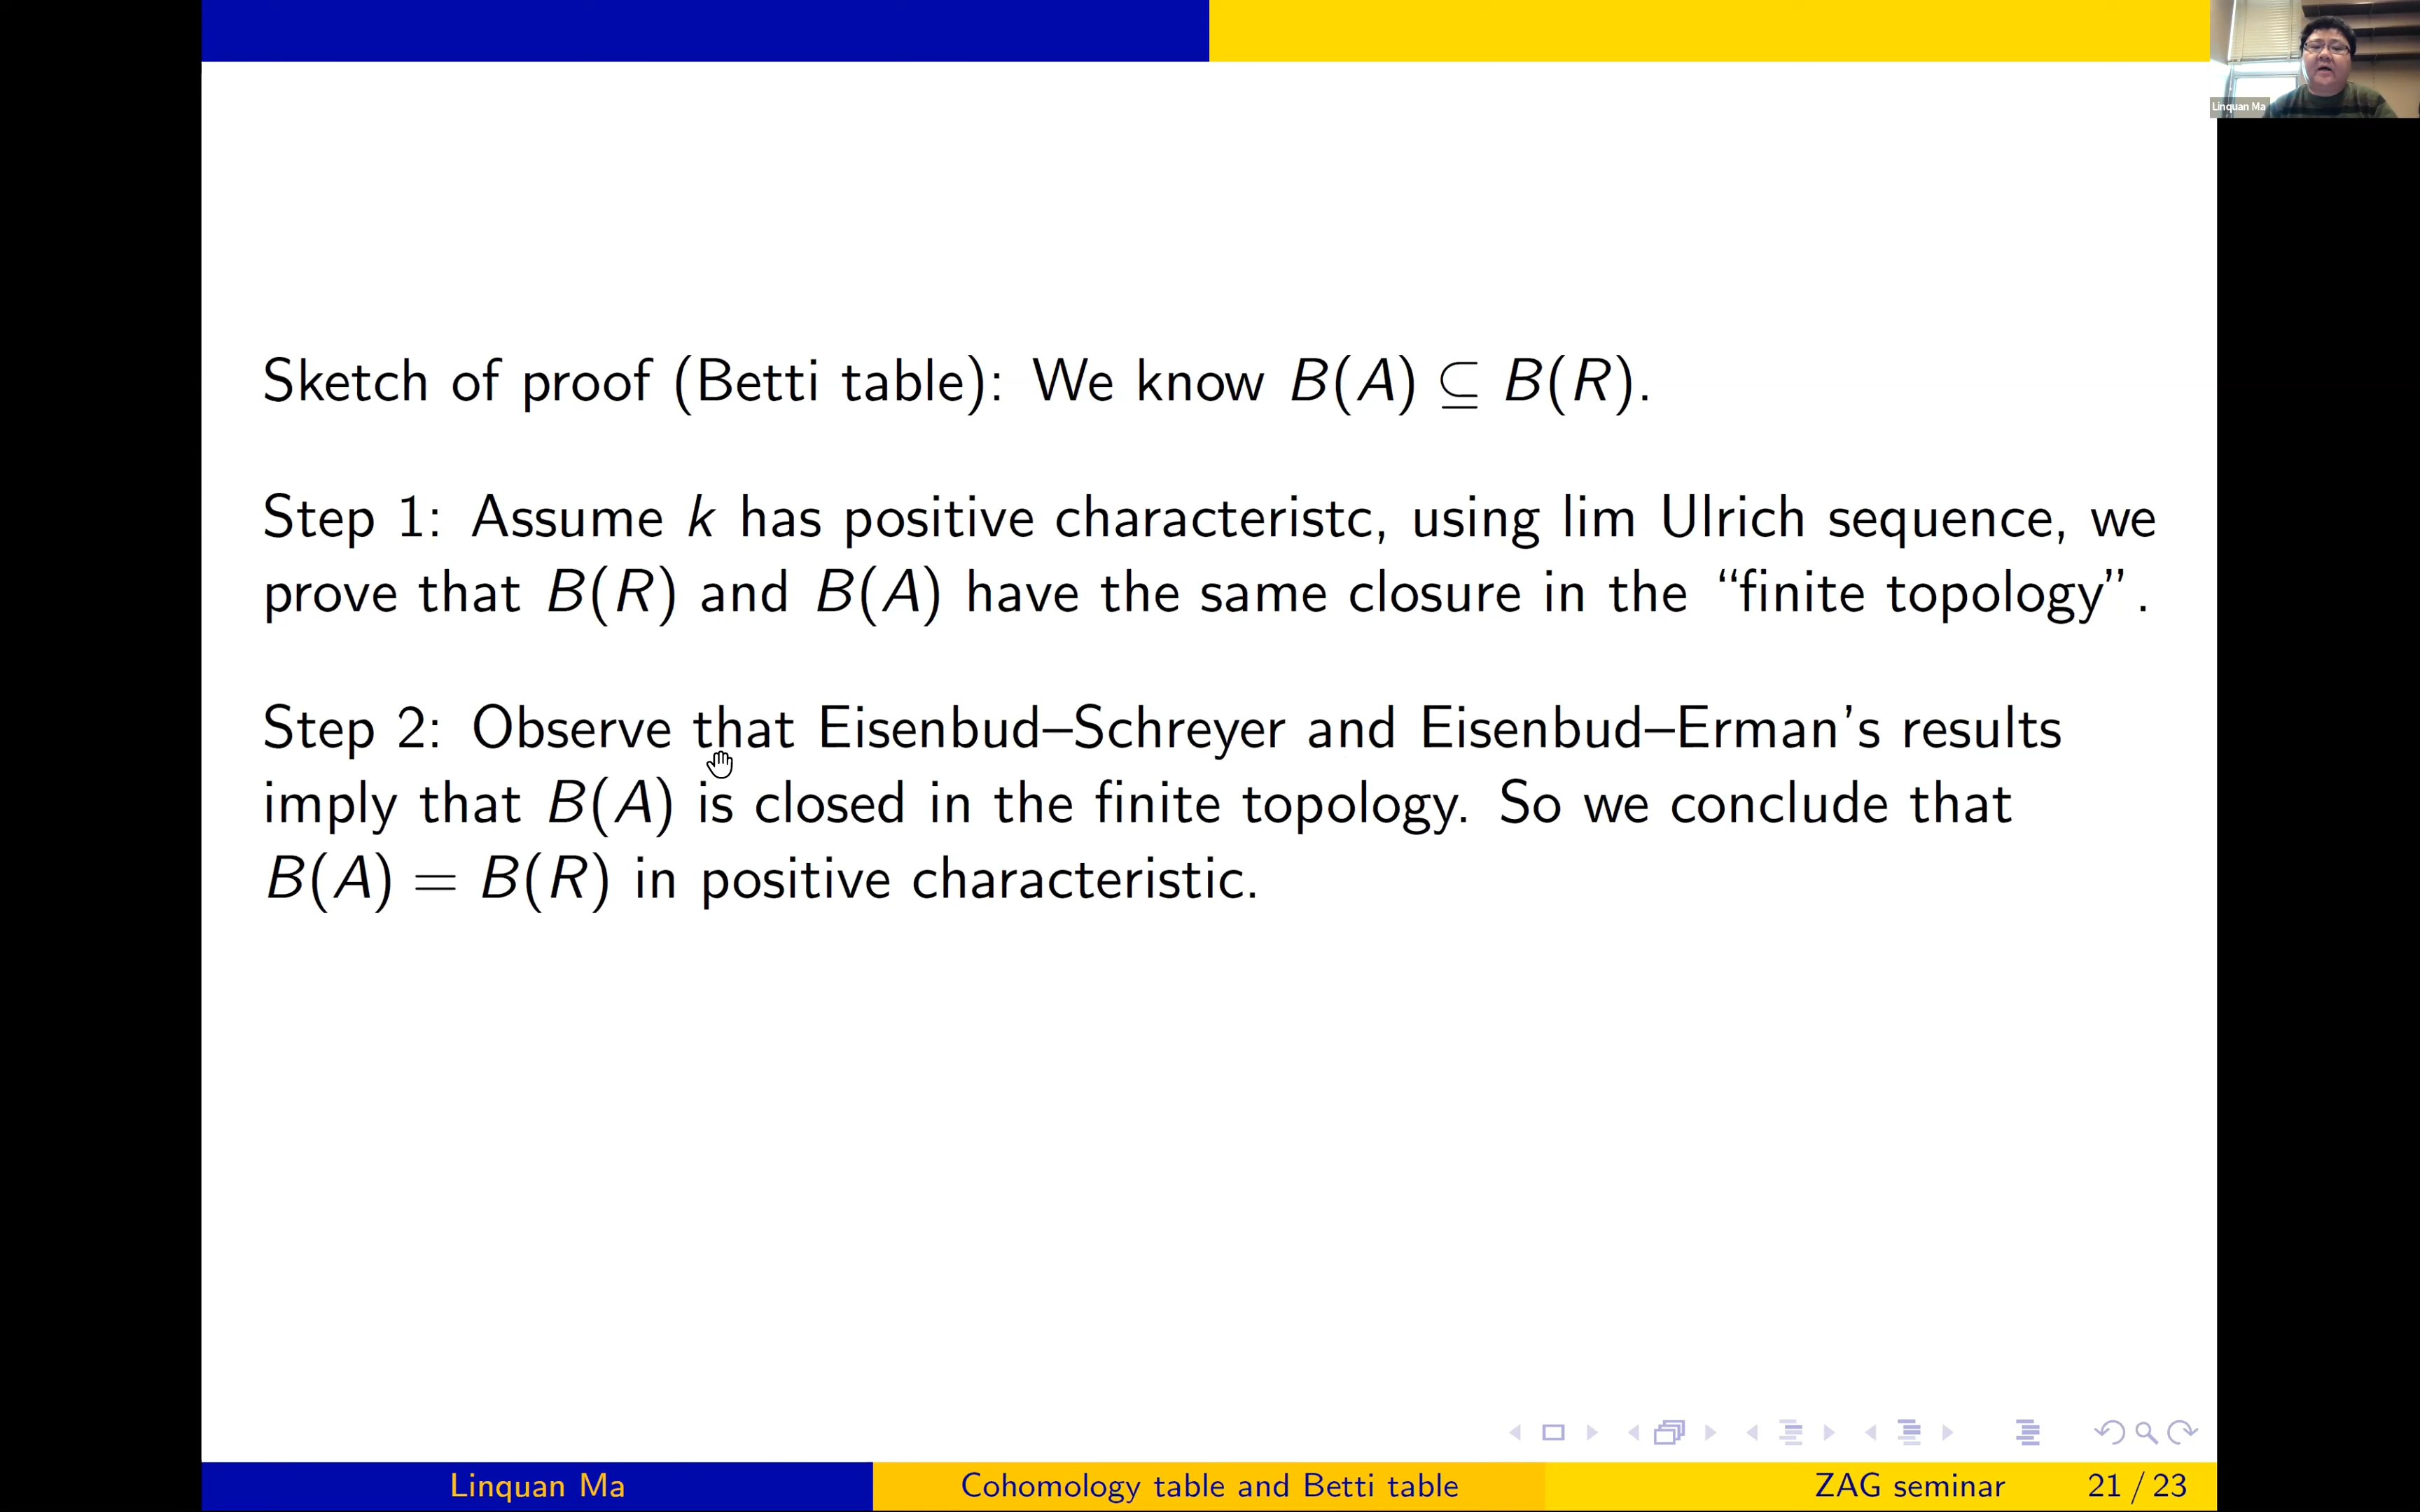 Linquan Ma
Sketch of proof (Betti table): We know B(A) ⊆ B(R).
Step 1: Assume k has positive characteristc, using lim Ulrich sequence, we
prove that B(R) and B(A) have the same closure in the “finite topology”.
Step 2: Observe that Eisenbud–Schreyer and Eisenbud–Erman’s results
imply that B(A) is closed in the finite topology. So we conclude that
B(A) = B(R) in positive characteristic.
Linquan Ma Cohomology table and Betti table ZAG seminar 21 / 23